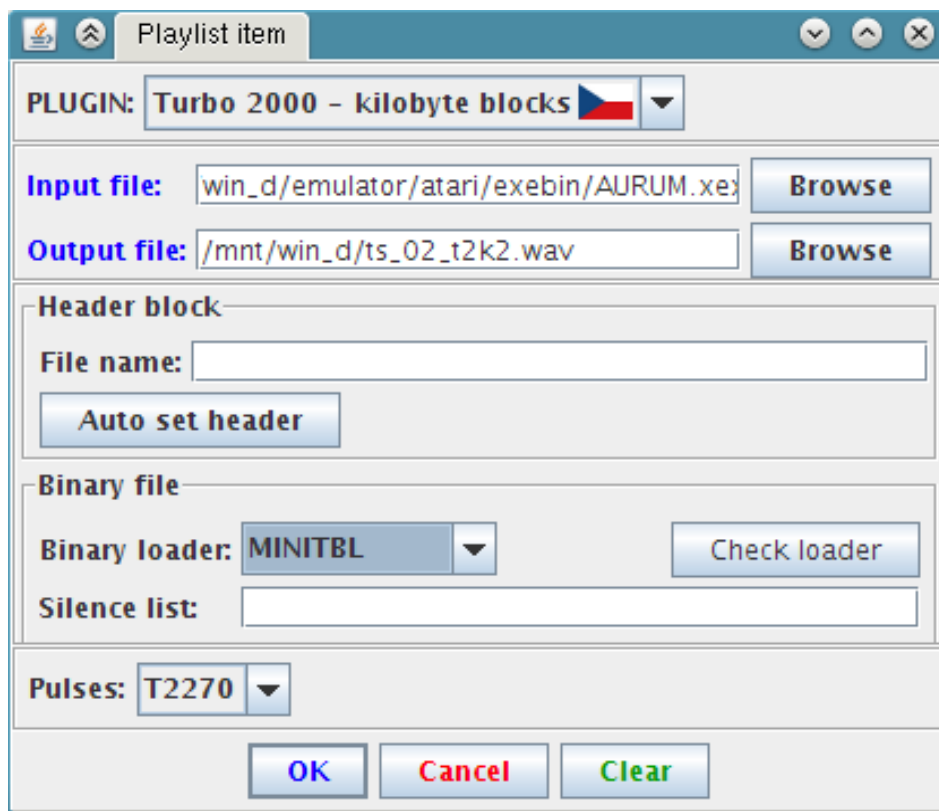 Playlist item
PLUGIN: Turbo 2000 - kilobyte blocks
Input file: win_d/emulator/atari/exebin/AURUM.xex Browse
Output file: /mnt/win_d/ts_02_t2k2.wav Browse
Header block
File name:
Auto set header
Binary file
Binary loader: MINITBL Check loader
Silence list:
Pulses: T2270
OK Cancel Clear